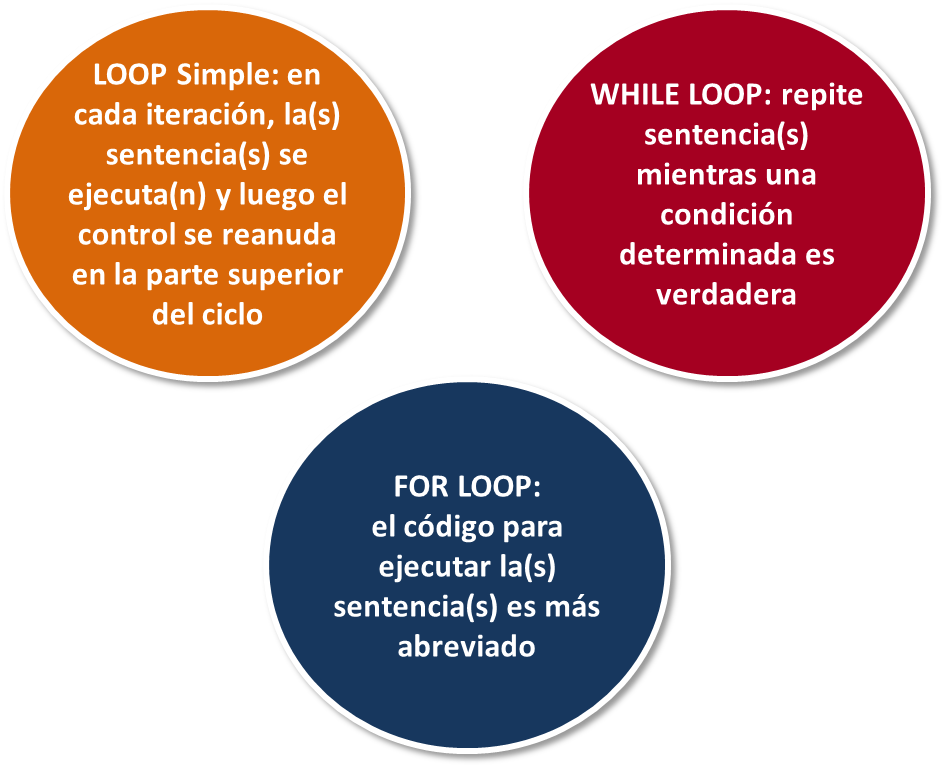 LOOP Simple: en
cada iteración, la(s)
sentencia(s) se
ejecuta(n) y luego el
control se reanuda
en la parte superior
del ciclo
WHILE LOOP: repite
sentencia(s)
mientras una
condición
determinada es
verdadera
FOR LOOP:
el código para
ejecutar la(s)
sentencia(s) es más
abreviado